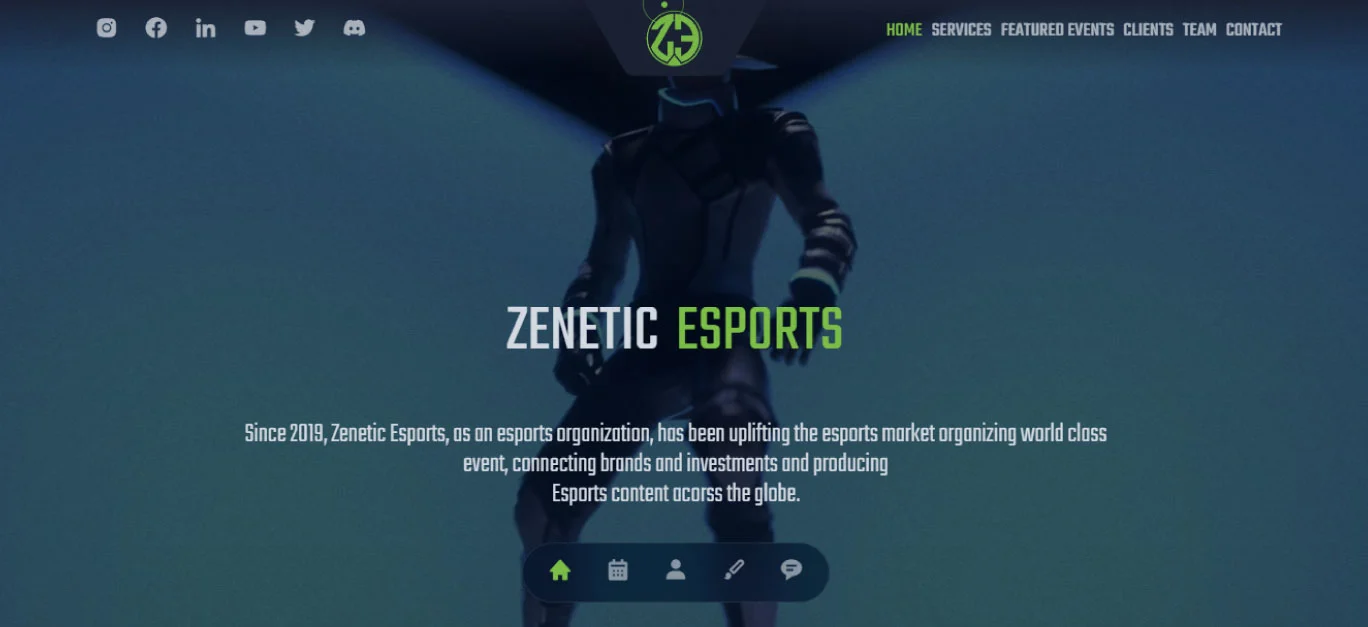 HOME SERVICES FEATURED EVENTS CLIENTS TEAM CONTACT
ZENETIC ESPORTS
Since 2019, Zenetic Esports, as an esports organization, has been uplifting the esports market organizing world class
event, connecting brands and investments and producing
Esports content acorss the globe.